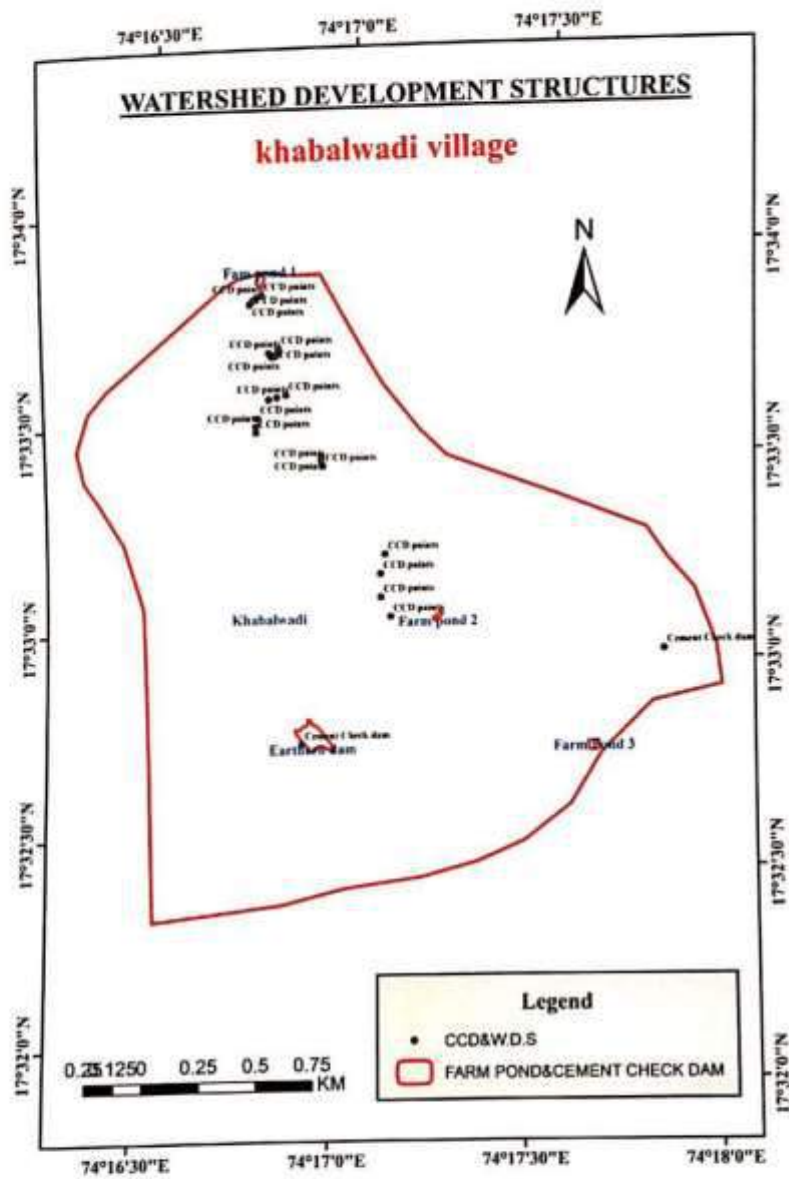 74°16'30"E 74°17'0"E 74°17'30"E
WATERSHED DEVELOPMENT STRUCTURES
khabalwadi village
N
17°34'0"N
17°34'0"N
Fam pond 1
CCD points
CCD points
CCD points
CCD points
CCD points
CCD points
CCD points
CCD points
CCD points
CCD points
CCD points
CCD points
CCD points
17°33'30"N
17°33'30"N
CCD points
CCD points
CCD points
CCD points
CCD points
CCD points
CCD points
Khabalwadi
Farm pond 2
17°33'0"N
Cement Check dam
17°33'0"N
Cement Check dam
Earthen dam
Farm pond 3
17°32'30"N
17°32'30"N
Legend
CCD&W.D.S
FARM POND&CEMENT CHECK DAM
17°32'0"N
17°32'0"N
0.25 0.5 0.75
KM
74°16'30"E 74°17'0"E 74°17'30"E 74°18'0"E